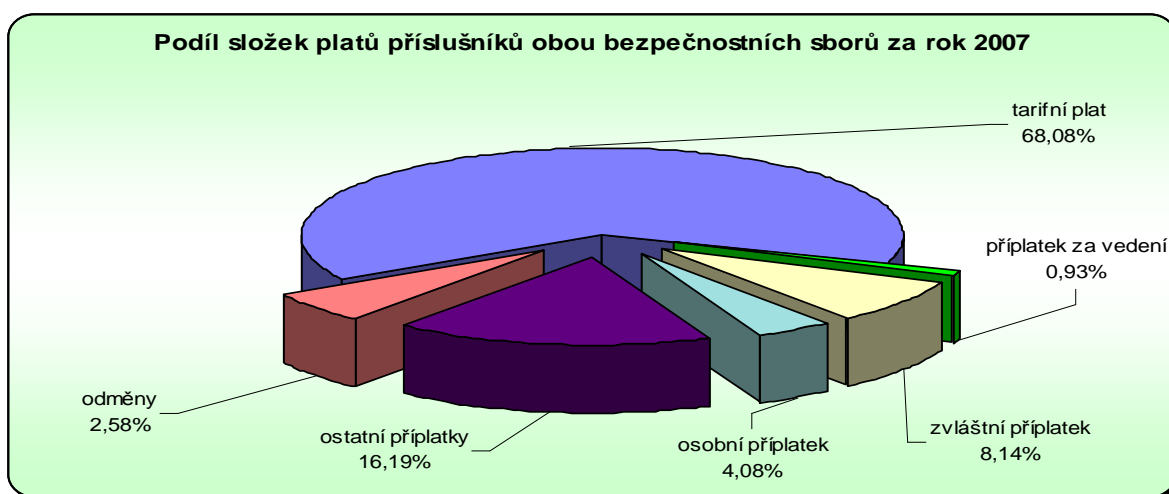 Podíl složek platů příslušníků obou bezpečnostních sborů za rok 2007
tarifní plat
68,08%
příplatek za vedení
0,93%
zvláštní příplatek
8,14%
osobní příplatek
4,08%
ostatní příplatky
16,19%
odměny
2,58%